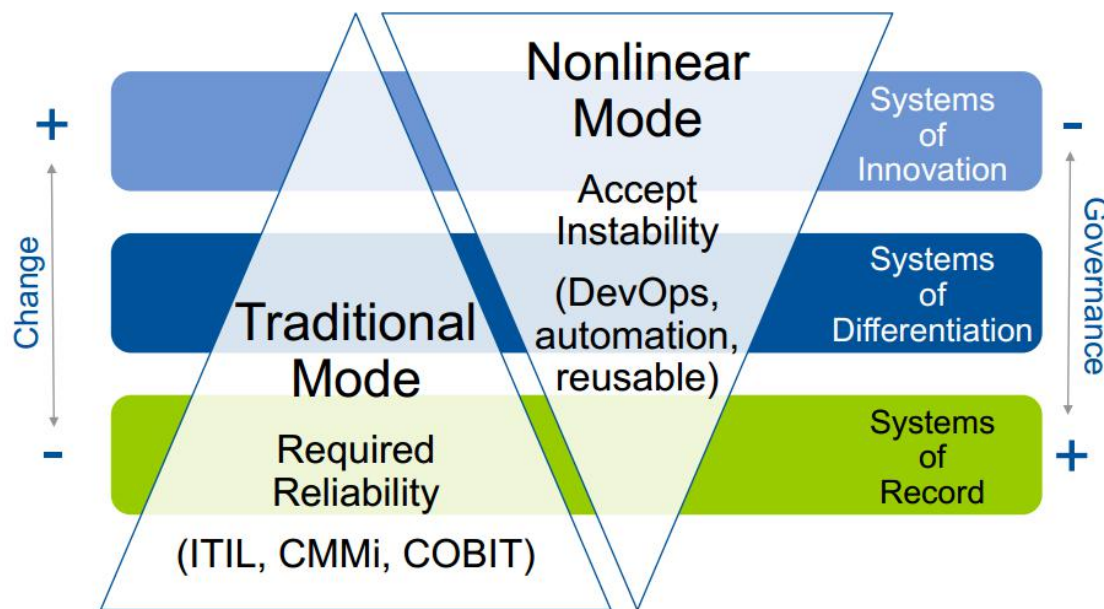 Nonlinear
Mode
Accept
Instability
(DevOps,
automation,
reusable)
Traditional
Mode
Required
Reliability
(ITIL, CMMi, COBIT)
Systems
of
Innovation
Systems
of
Differentiation
Systems
of
Record
+
Change
-
-
Governance
+